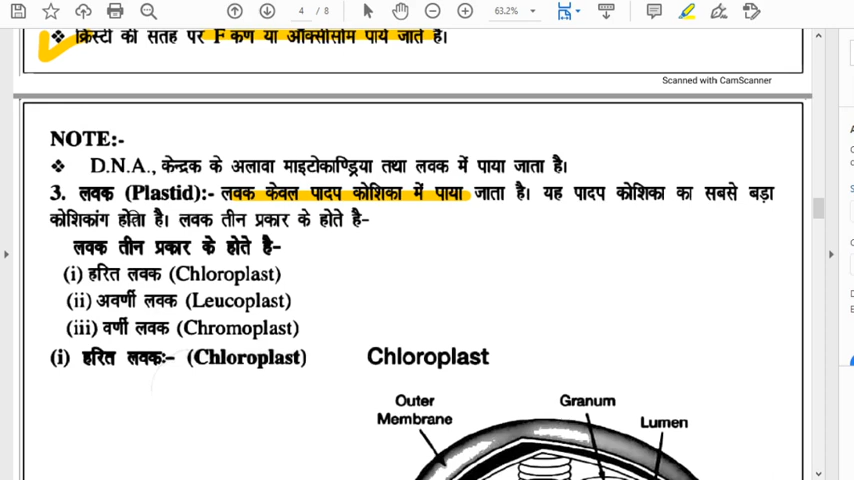 4 / 8
63.2%
❖ क्रिस्टी की सतह पर F कण या ऑक्सीसोम पाये जाते है।
Scanned with CamScanner
NOTE:-
❖ D.N.A., केन्द्रक के अलावा माइटोकाण्ड्रिया तथा लवक में पाया जाता है।
3. लवक (Plastid):- लवक केवल पादप कोशिका में पाया जाता है। यह पादप कोशिका का सबसे बड़ा
कोशिकांग होता है। लवक तीन प्रकार के होते है-
लवक तीन प्रकार के होते है-
(i) हरित लवक (Chloroplast)
(ii) अवर्णी लवक (Leucoplast)
(iii) वर्णी लवक (Chromoplast)
(i) हरित लवकः- (Chloroplast)
Chloroplast
Outer
Membrane
Granum
Lumen